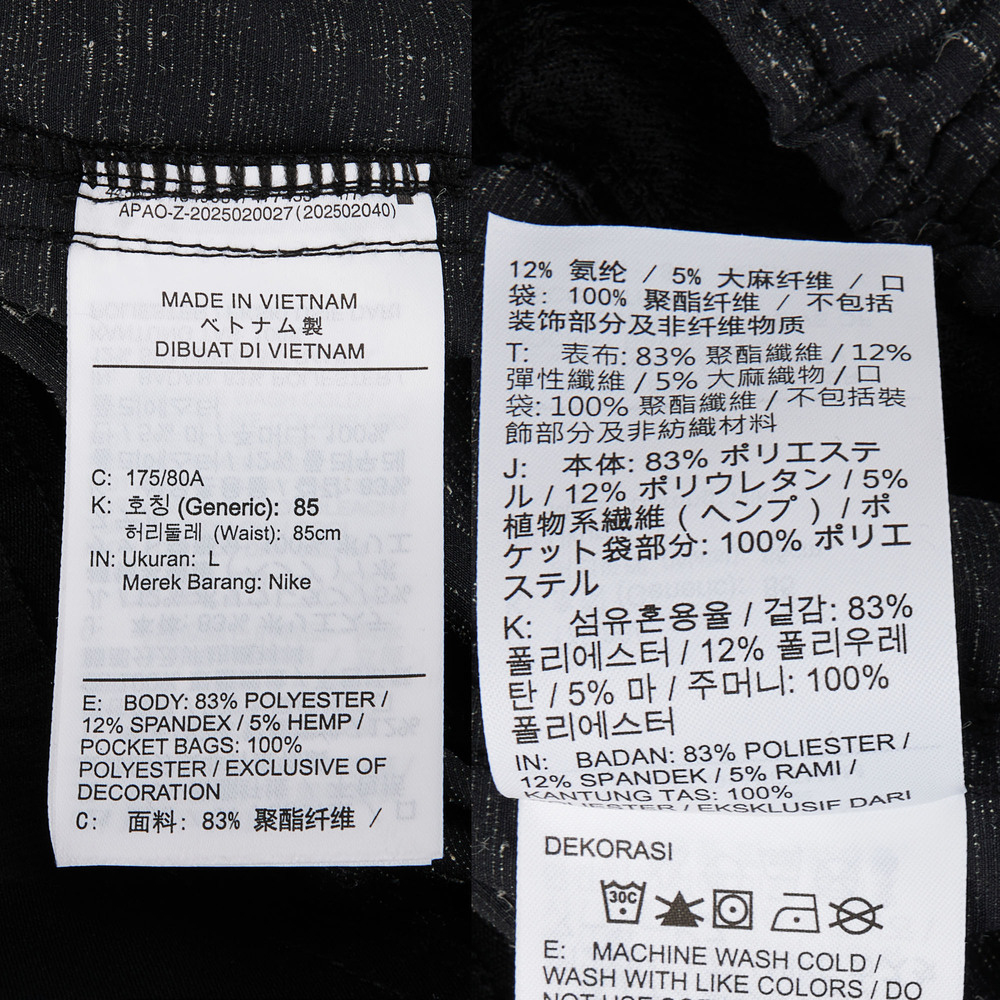 APAO-Z-2025020027(202502040)
MADE IN VIETNAM
ベトナム製
DIBUAT DI VIETNAM
C: 175/80A
K: 호칭 (Generic): 85
허리둘레 (Waist): 85cm
IN: Ukuran: L
Merek Barang: Nike
E: BODY: 83% POLYESTER /
12% SPANDEX / 5% HEMP /
POCKET BAGS: 100%
POLYESTER / EXCLUSIVE OF
DECORATION
C: 面料: 83% 聚酯纤维 /
12% 氨纶 / 5% 大麻纤维 / 口
袋: 100% 聚酯纤维 / 不包括
装饰部分及非纤维物质
T: 表布: 83% 聚酯纖維 / 12%
彈性纖維 / 5% 大麻織物 / 口
袋: 100% 聚酯纖維 / 不包括裝
飾部分及非紡織材料
J: 本体: 83% ポリエステ
ル / 12% ポリウレタン / 5%
植物系繊維 ( ヘンプ ) / ポ
ケット袋部分: 100% ポリエ
ステル
K: 섬유혼용율 / 겉감: 83%
폴리에스터 / 12% 폴리우레
탄 / 5% 마 / 주머니: 100%
폴리에스터
IN: BADAN: 83% POLIESTER /
12% SPANDEK / 5% RAMI /
KANTUNG TAS: 100%
POLIESTER / EKSKLUSIF DARI
DEKORASI
30C
E: MACHINE WASH COLD /
WASH WITH LIKE COLORS / DO
NOT USE